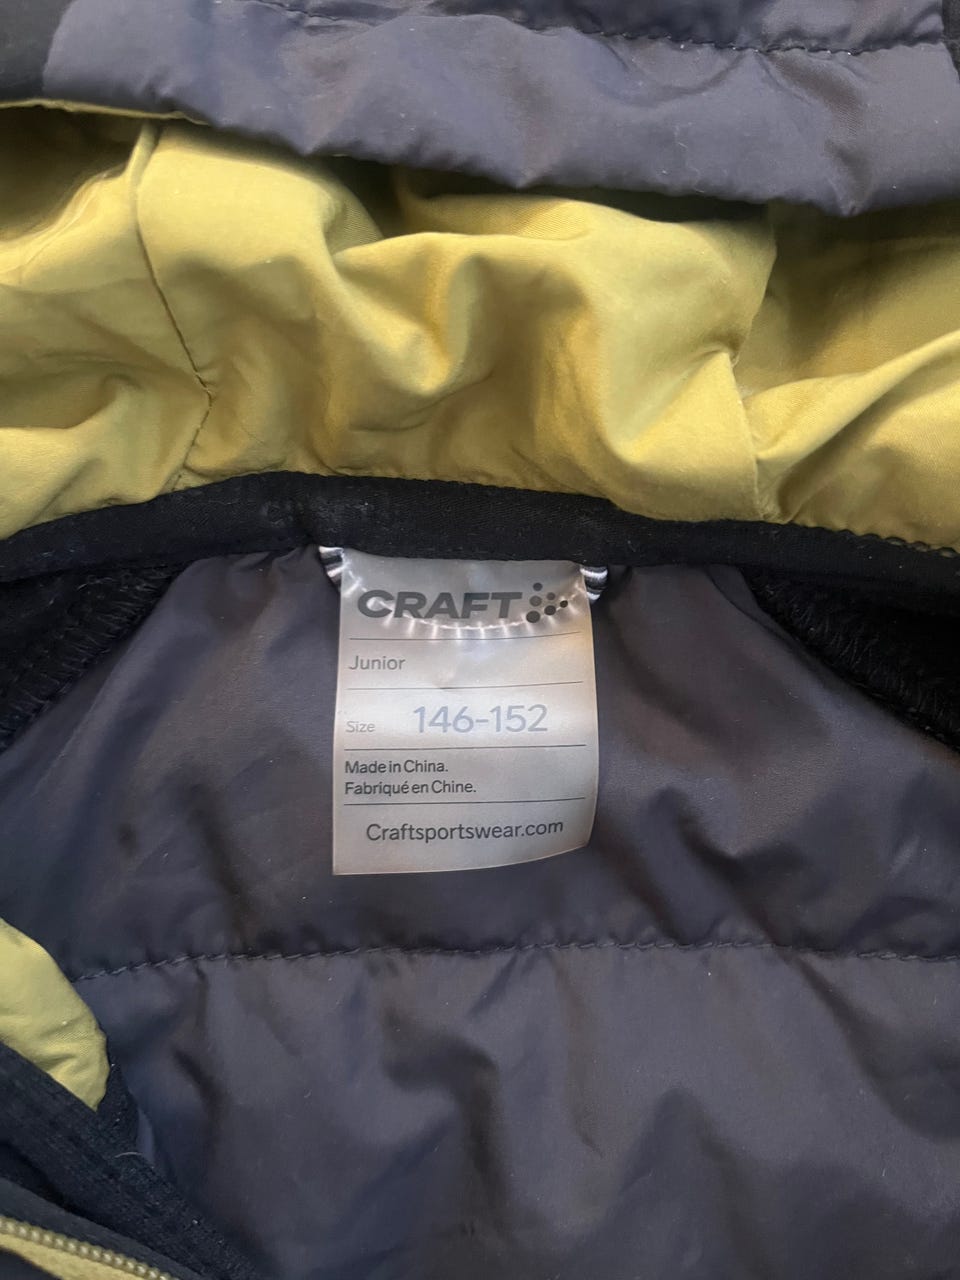 CRAFT
Junior
Size 146-152
Made in China.
Fabriqué en Chine.
Craftsportswear.com